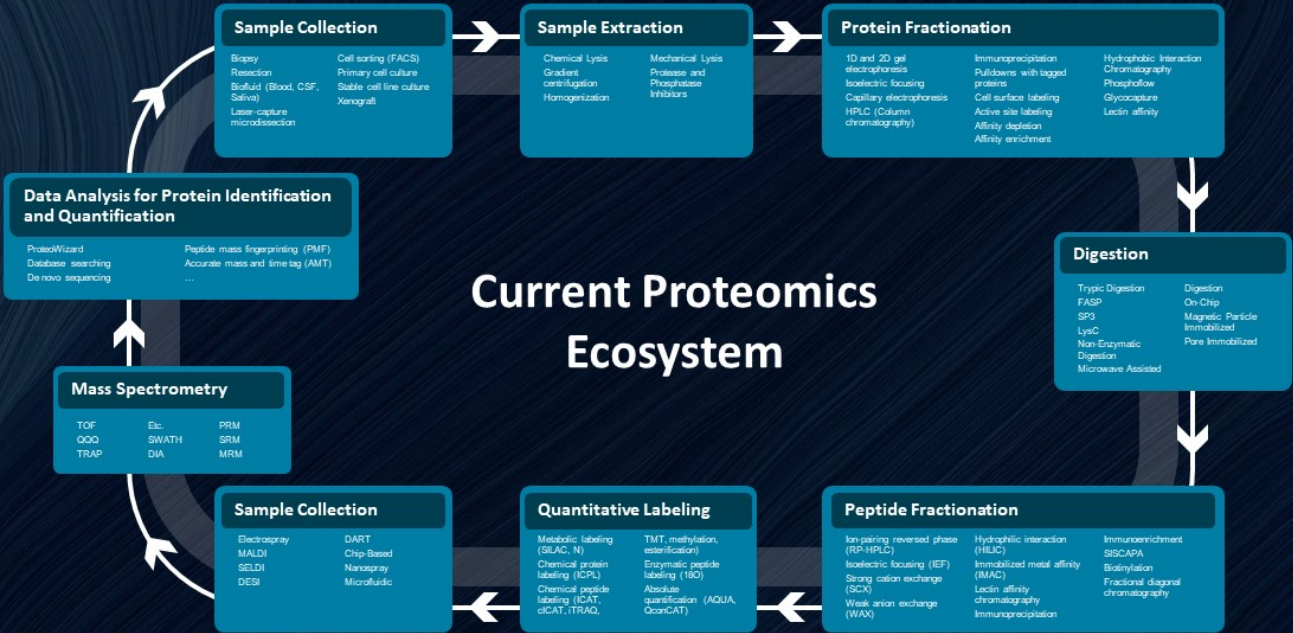 Sample Collection
Biopsy
Resection
Biofluid (Blood, CSF,
Saliva)
Laser-capture
microdissection
Cell sorting (FACS)
Primary cell culture
Stable cell line culture
Xenograft
Sample Extraction
Chemical Lysis
Gradient
centrifugation
Homogenization
Mechanical Lysis
Protease and
Phosphatase
Inhibitors
Protein Fractionation
1D and 2D gel
electrophoresis
Isoelectric focusing
Capillary electrophoresis
HPLC (Column
chromatography)
Immunoprecipitation
Pulldowns with tagged
proteins
Cell surface labeling
Active site labeling
Affinity depletion
Affinity enrichment
Hydrophobic Interaction
Chromatography
Phosphoflow
Glycocapture
Lectin affinity
Data Analysis for Protein Identification
and Quantification
ProteoWizard
Database searching
De novo sequencing
Peptide mass fingerprinting (PMF)
Accurate mass and time tag (AMT)
...
Current Proteomics
Ecosystem
Digestion
Trypic Digestion
FASP
SP3
LysC
Non-Enzymatic
Digestion
Microwave Assisted
Digestion
On-Chip
Magnetic Particle
Immobilized
Pore Immobilized
Mass Spectrometry
TOF
QQQ
TRAP
Etc.
SWATH
DIA
PRM
SRM
MRM
Sample Collection
Electrospray
MALDI
SELDI
DESI
DART
Chip-Based
Nanospray
Microfluidic
Quantitative Labeling
Metabolic labeling
(SILAC, N)
Chemical protein
labeling (ICPL)
Chemical peptide
labeling (ICAT,
cICAT, iTRAQ,
TMT, methylation,
esterification)
Enzymatic peptide
labeling (18O)
Absolute
quantification (AQUA,
QconCAT)
Peptide Fractionation
Ion-pairing reversed phase
(RP-HPLC)
Isoelectric focusing (IEF)
Strong cation exchange
(SCX)
Weak anion exchange
(WAX)
Hydrophilic interaction
(HILIC)
Immobilized metal affinity
(IMAC)
Lectin affinity
chromatography
Immunoprecipitation
Immunoenrichment
SISCAPA
Biotinylation
Fractional diagonal
chromatography